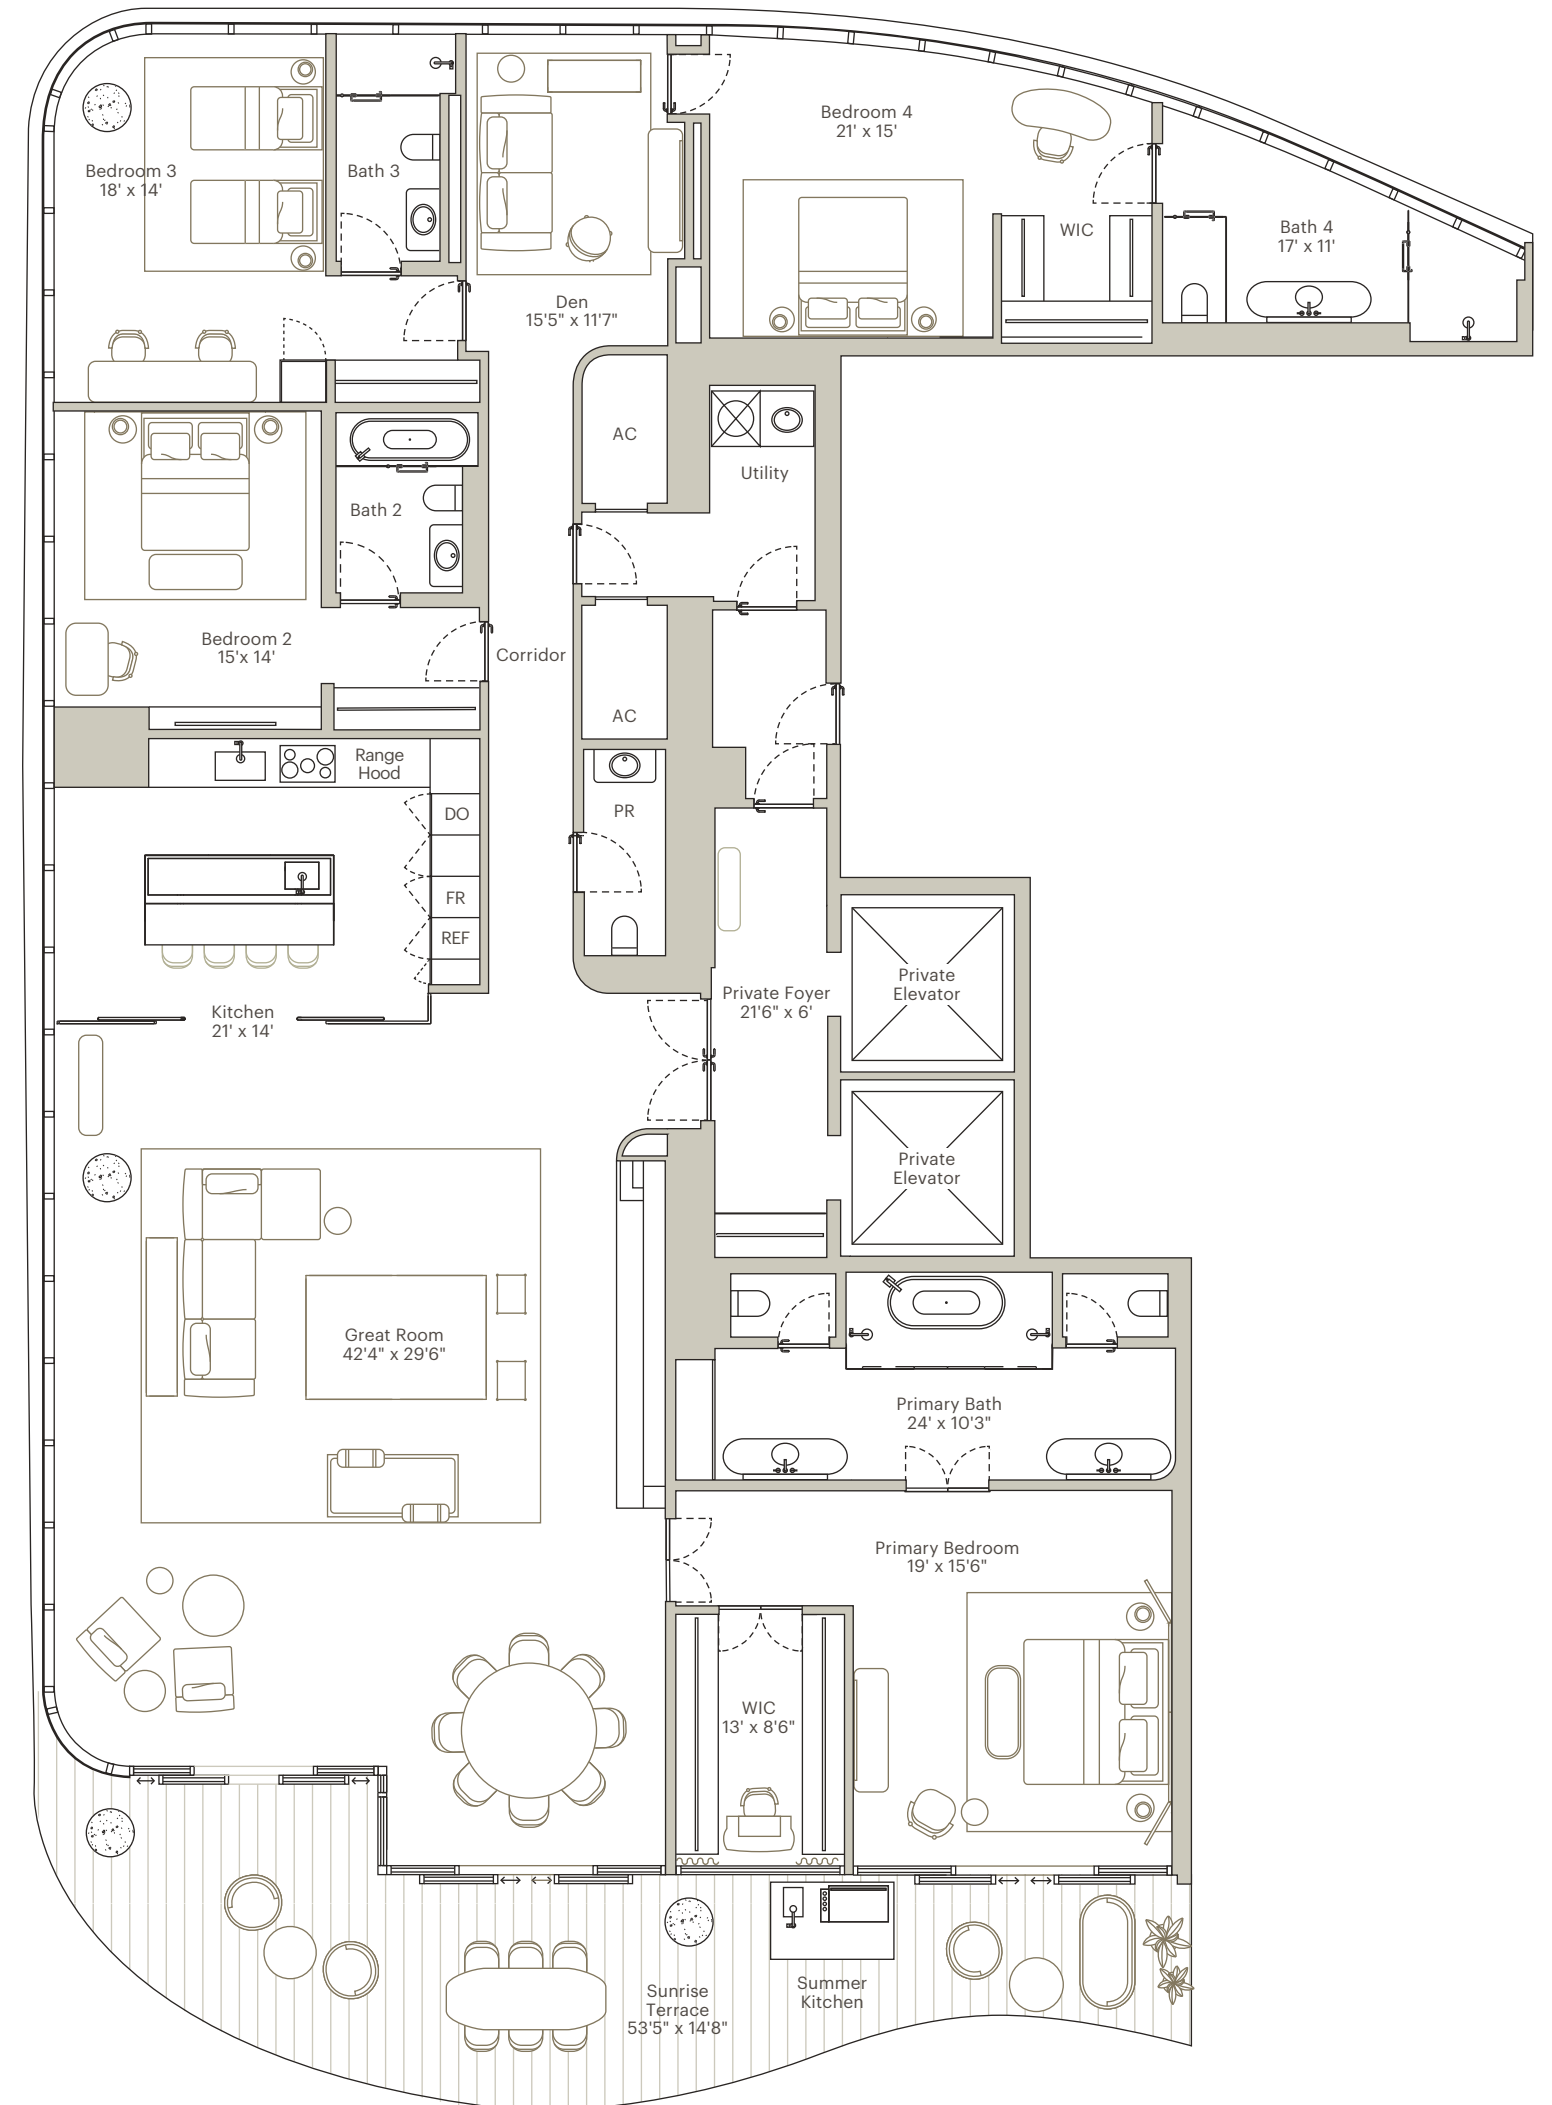 Bedroom 3
18' x 14'
Bath 3
Den
15'5" x 11'7"
Bedroom 4
21' x 15'
WIC
Bath 4
17' x 11'
AC
Utility
Bath 2
Bedroom 2
15'x 14'
Corridor
AC
Range
Hood
DO
FR
REF
PR
Kitchen
21' x 14'
Private Foyer
21'6" x 6'
Private
Elevator
Private
Elevator
Great Room
42'4" x 29'6"
Primary Bath
24' x 10'3"
Primary Bedroom
19' x 15'6"
WIC
13' x 8'6"
Sunrise
Terrace
53'5" x 14'8"
Summer
Kitchen